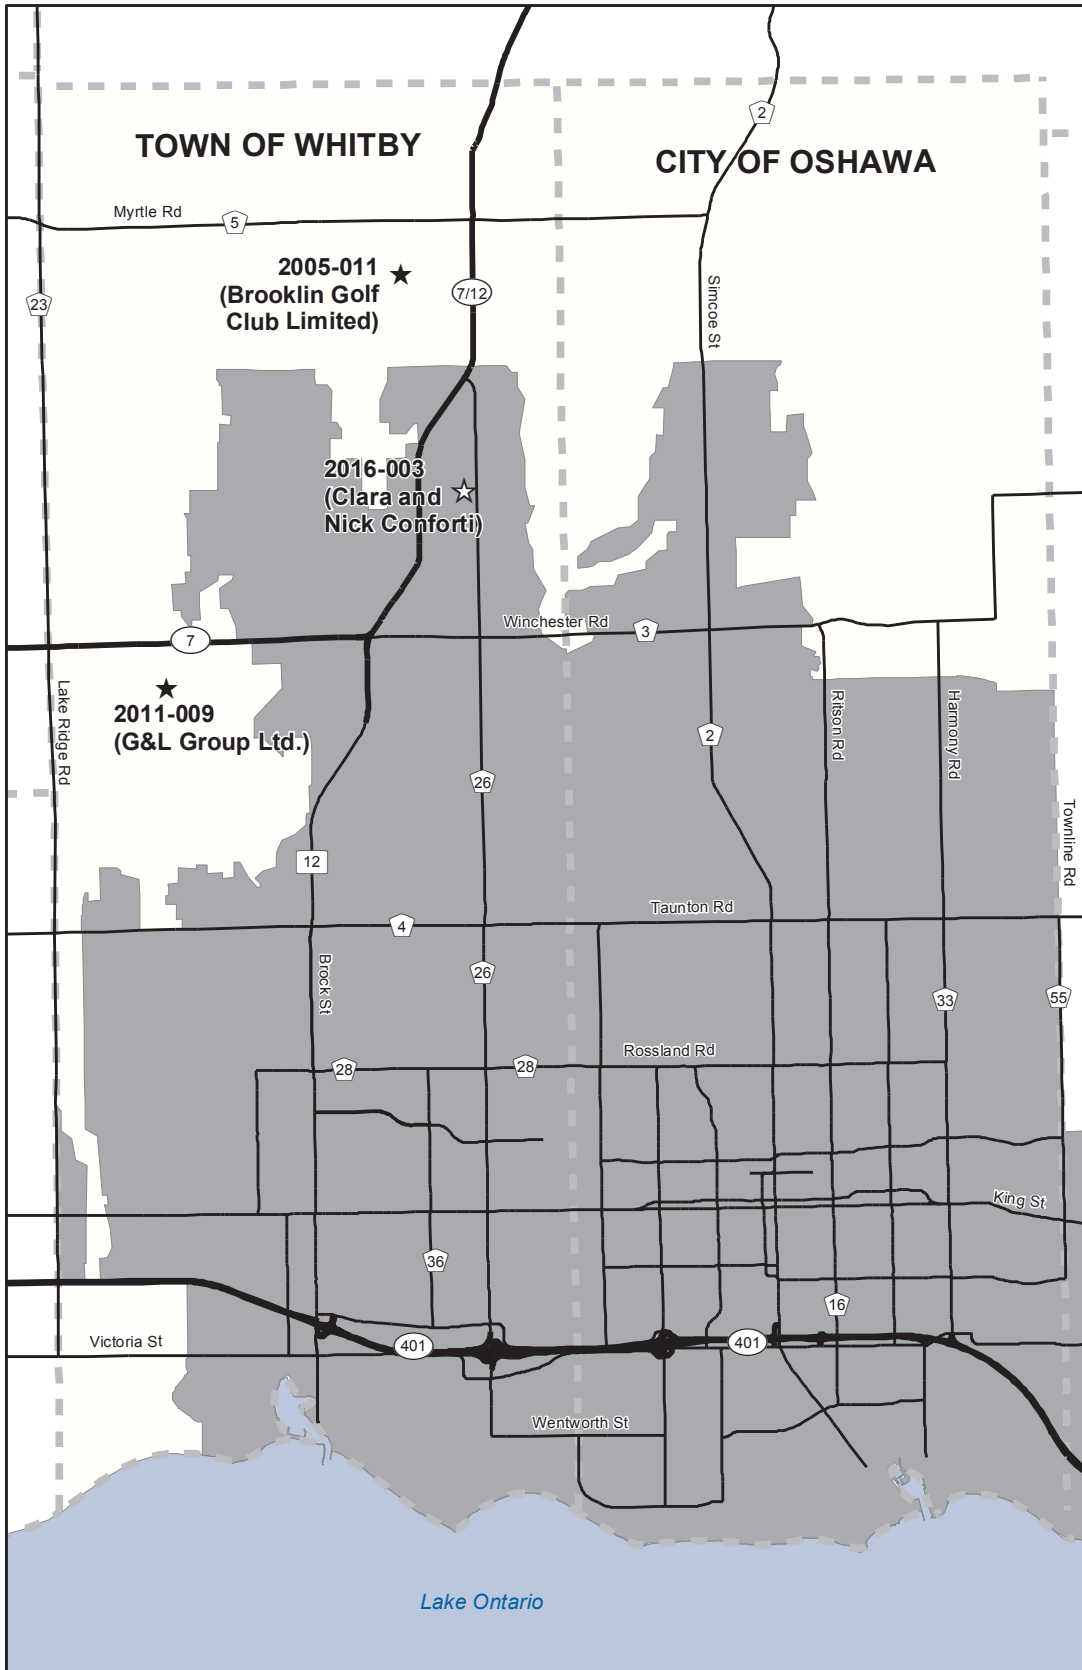 2
TOWN OF WHITBY
CITY OF OSHAWA
Myrtle Rd
5
2005-011
(Brooklin Golf
Club Limited)
7/12
23
Simcoe St
2016-003
(Clara and
Nick Conforti)
Winchester Rd
3
7
Lake Ridge Rd
2011-009
(G&L Group Ltd.)
2
Ritson Rd
Harmony Rd
26
Townline Rd
12
Taunton Rd
4
26
Brock St
33
55
Rossland Rd
28
28
King St
36
16
Victoria St
401
401
Wentworth St
Lake Ontario